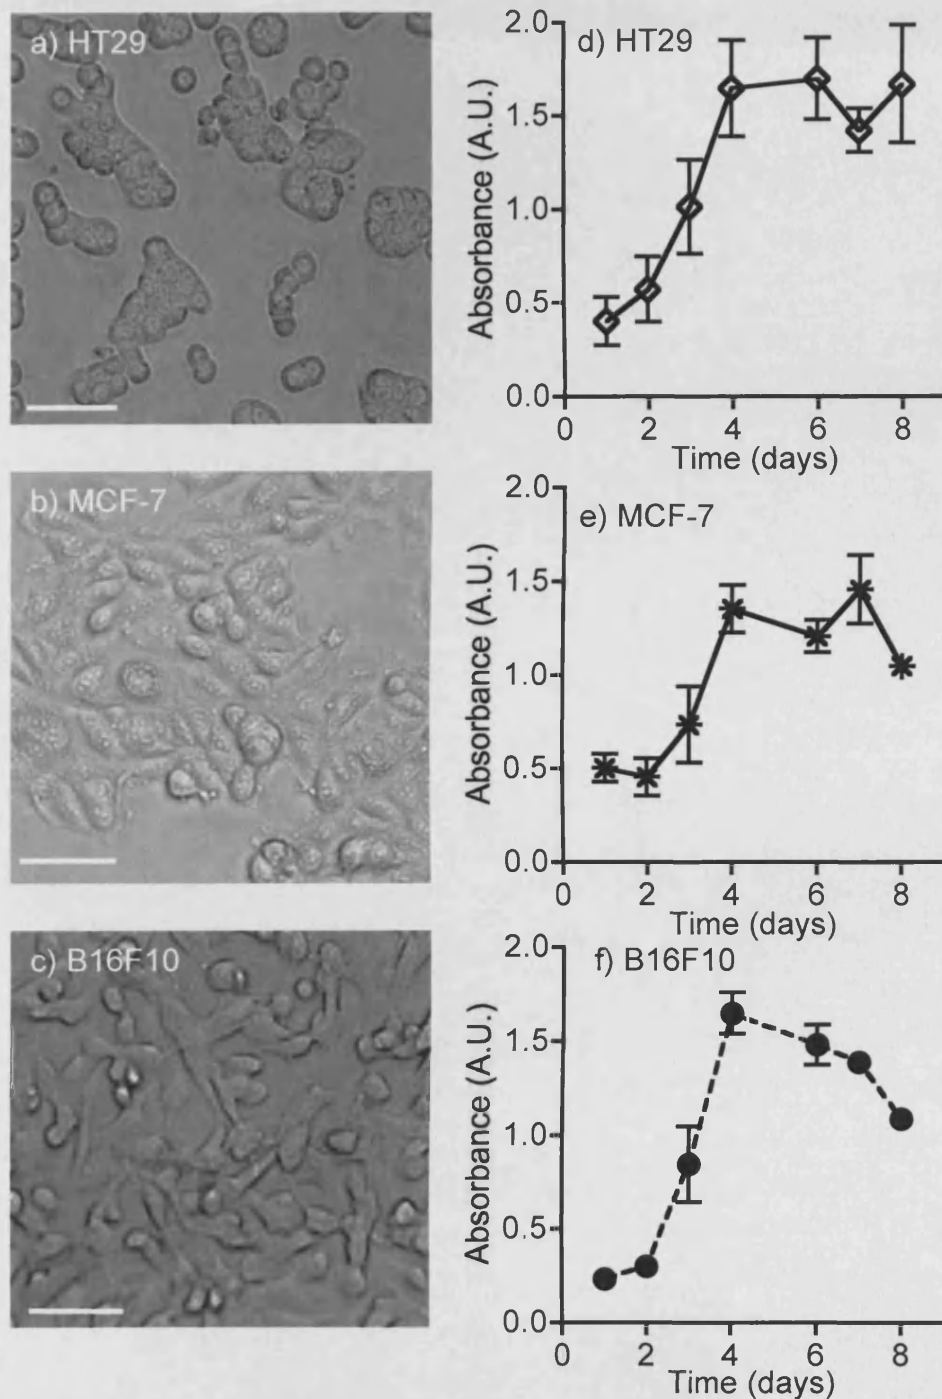 a) HT29
d) HT29
Absorbance (A.U.)
2.0
1.5
1.0
0.5
0.0
0 2 4 6 8
Time (days)
b) MCF-7
e) MCF-7
Absorbance (A.U.)
2.0
1.5
1.0
0.5
0.0
0 2 4 6 8
Time (days)
c) B16F10
f) B16F10
Absorbance (A.U.)
2.0
1.5
1.0
0.5
0.0
0 2 4 6 8
Time (days)